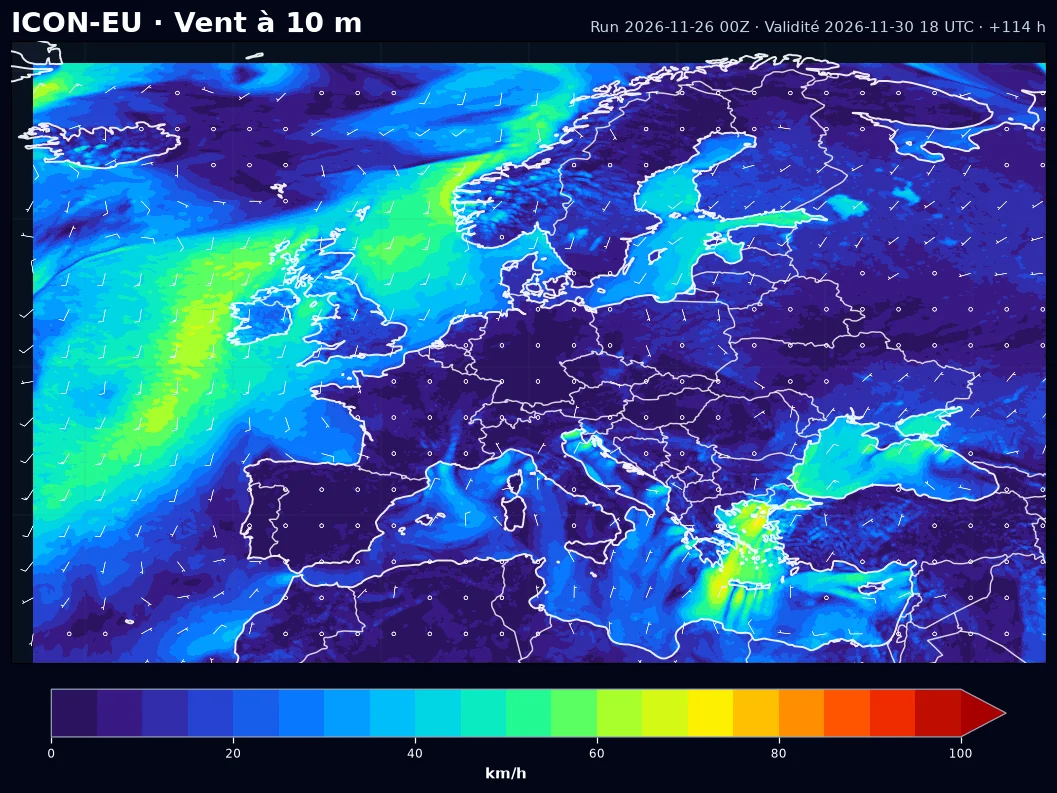 ICON-EU · Vent à 10 m
Run 2026-11-26 00Z · Validité 2026-11-30 18 UTC · +114 h
0 20 40 60 80 100
km/h